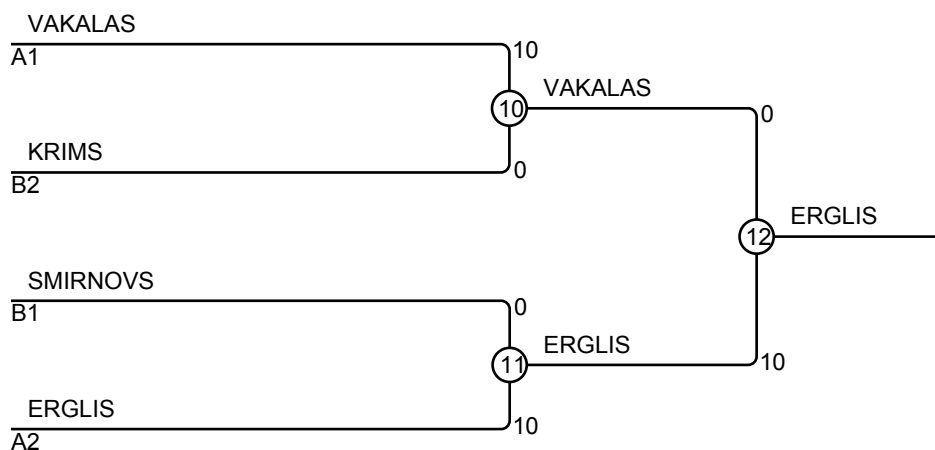 VAKALAS
A1
10
10
VAKALAS
0
KRIMS
B2
0
12
ERGLIS
SMIRNOVS
B1
0
11
ERGLIS
10
ERGLIS
A2
10